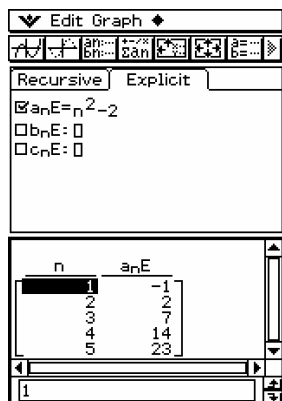 Edit Graph
Recursive Explicit
aₙE=n²-2
bₙE:
cₙE:
n aₙE
1 -1
2 2
3 7
4 14
5 23
1